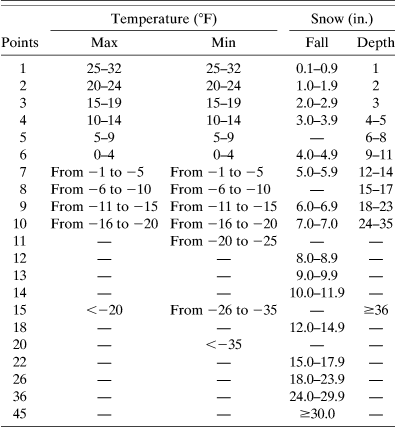 Temperature (°F) Snow (in.)
Points Max Min Fall Depth
1 25–32 25–32 0.1–0.9 1
2 20–24 20–24 1.0–1.9 2
3 15–19 15–19 2.0–2.9 3
4 10–14 10–14 3.0–3.9 4–5
5 5–9 5–9 — 6–8
6 0–4 0–4 4.0–4.9 9–11
7 From −1 to −5 From −1 to −5 5.0–5.9 12–14
8 From −6 to −10 From −6 to −10 — 15–17
9 From −11 to −15 From −11 to −15 6.0–6.9 18–23
10 From −16 to −20 From −16 to −20 7.0–7.0 24–35
11 — From −20 to −25 — —
12 — — 8.0–8.9 —
13 — — 9.0–9.9 —
14 — — 10.0–11.9 —
15 <−20 From −26 to −35 — ≥36
18 — — 12.0–14.9 —
20 — <−35 — —
22 — — 15.0–17.9 —
26 — — 18.0–23.9 —
36 — — 24.0–29.9 —
45 — — ≥30.0 —